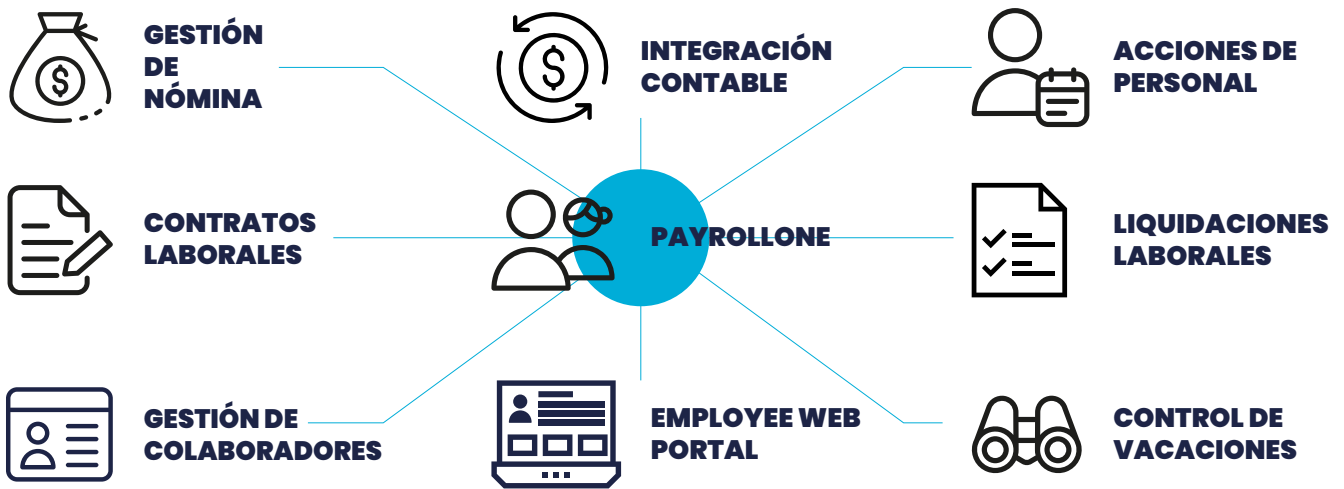 GESTIÓN
DE
NÓMINA
INTEGRACIÓN
CONTABLE
ACCIONES DE
PERSONAL
CONTRATOS
LABORALES
PAYROLLONE
LIQUIDACIONES
LABORALES
GESTIÓN DE
COLABORADORES
EMPLOYEE WEB
PORTAL
CONTROL DE
VACACIONES